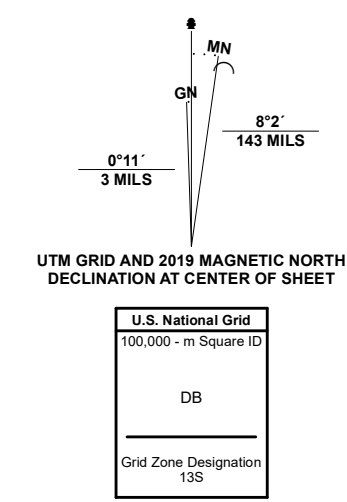 MN
GN
8°2´
143 MILS
0°11´
3 MILS
UTM GRID AND 2019 MAGNETIC NORTH
DECLINATION AT CENTER OF SHEET
U.S. National Grid
100,000 - m Square ID
DB
Grid Zone Designation
13S